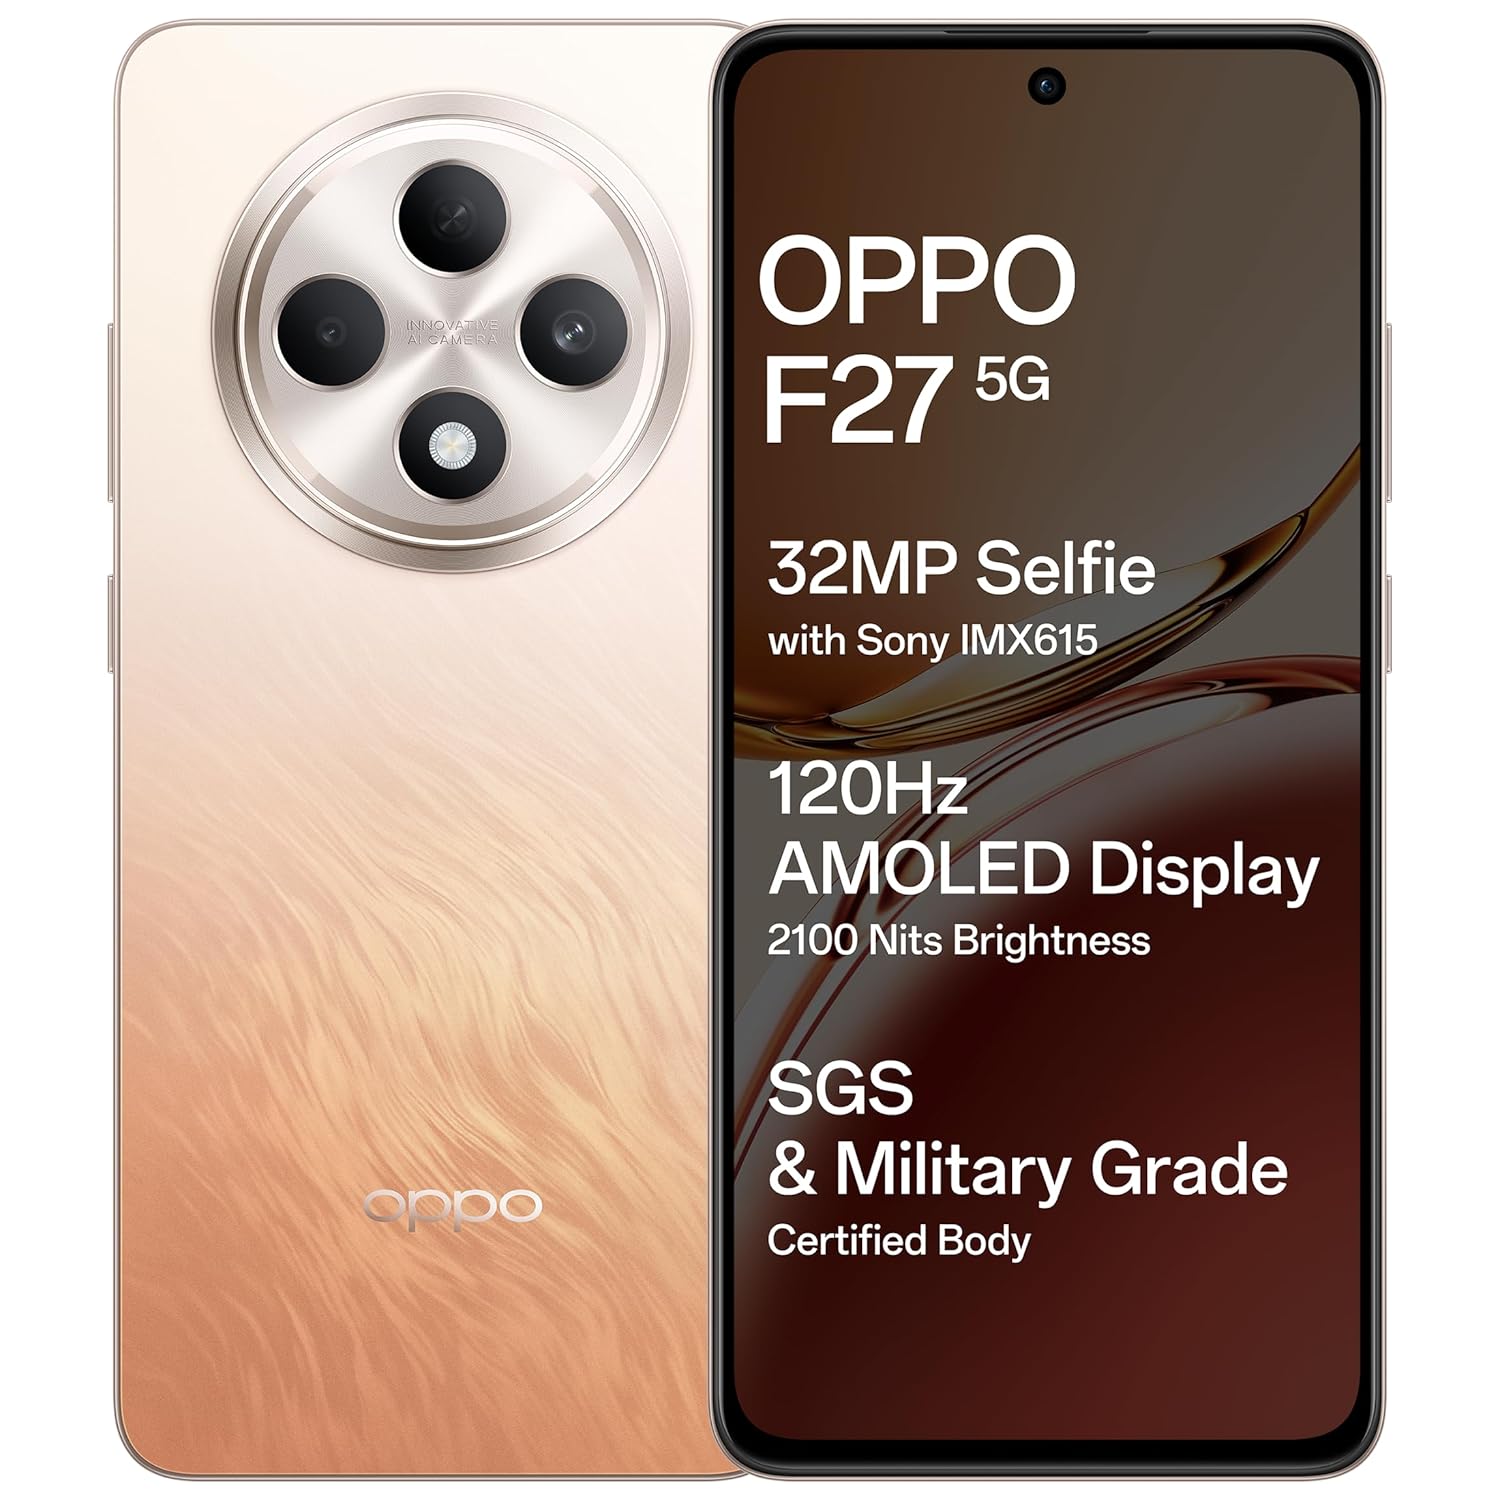 INNOVATIVE
AI CAMERA
oppo
OPPO
F27 5G
32MP Selfie
with Sony IMX615
120Hz
AMOLED Display
2100 Nits Brightness
SGS
& Military Grade
Certified Body